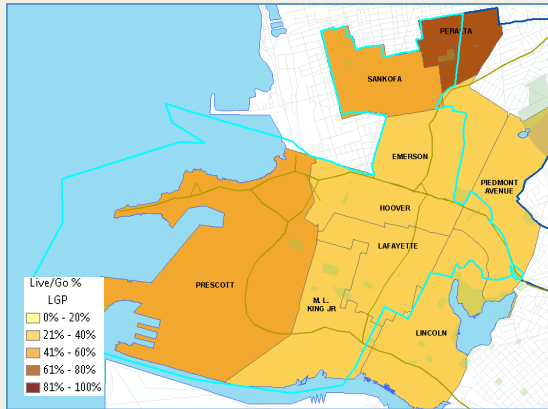 PERALTA
SANKOFA
EMERSON
PIEDMONT
AVENUE
HOOVER
LAFAYETTE
PRESCOTT
M. L.
KING JR
LINCOLN
Live/Go %
LGP
0% - 20%
21% - 40%
41% - 60%
61% - 80%
81% - 100%